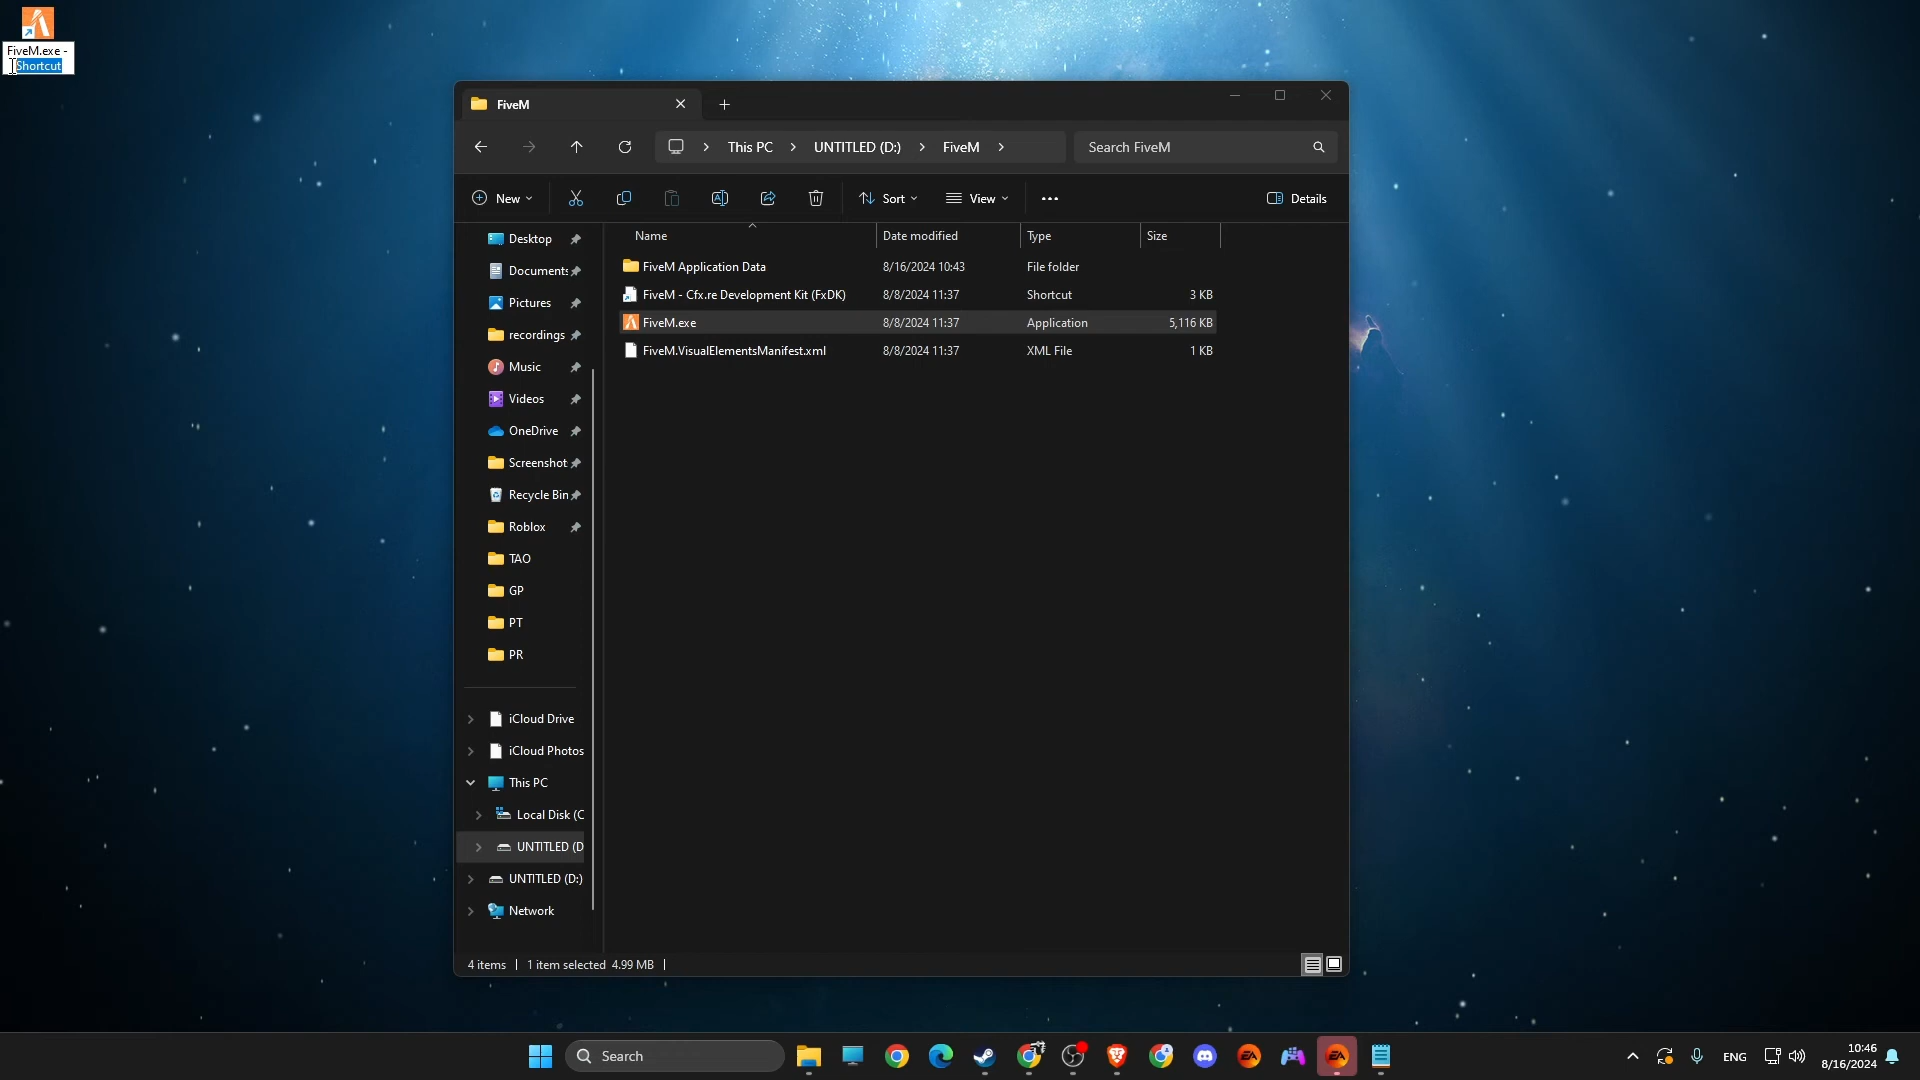 FiveM.exe -
Shortcut
FiveM
This PC
UNTITLED (D:)
FiveM
Search FiveM
New
Sort
View
Details
Name
Date modified
Type
Size
FiveM Application Data
8/16/2024 10:43
File folder
FiveM - Cfx.re Development Kit (FxDK)
8/8/2024 11:37
Shortcut
3 KB
FiveM.exe
8/8/2024 11:37
Application
5,116 KB
FiveM.VisualElementsManifest.xml
8/8/2024 11:37
XML File
1 KB
Desktop
Documents
Pictures
recordings
Music
Videos
OneDrive
Screenshot
Recycle Bin
Roblox
TAO
GP
PT
PR
iCloud Drive
iCloud Photos
This PC
Local Disk (C
UNTITLED (D
UNTITLED (D:)
Network
4 items
1 item selected 4.99 MB
Search
ENG
10:46
8/16/2024